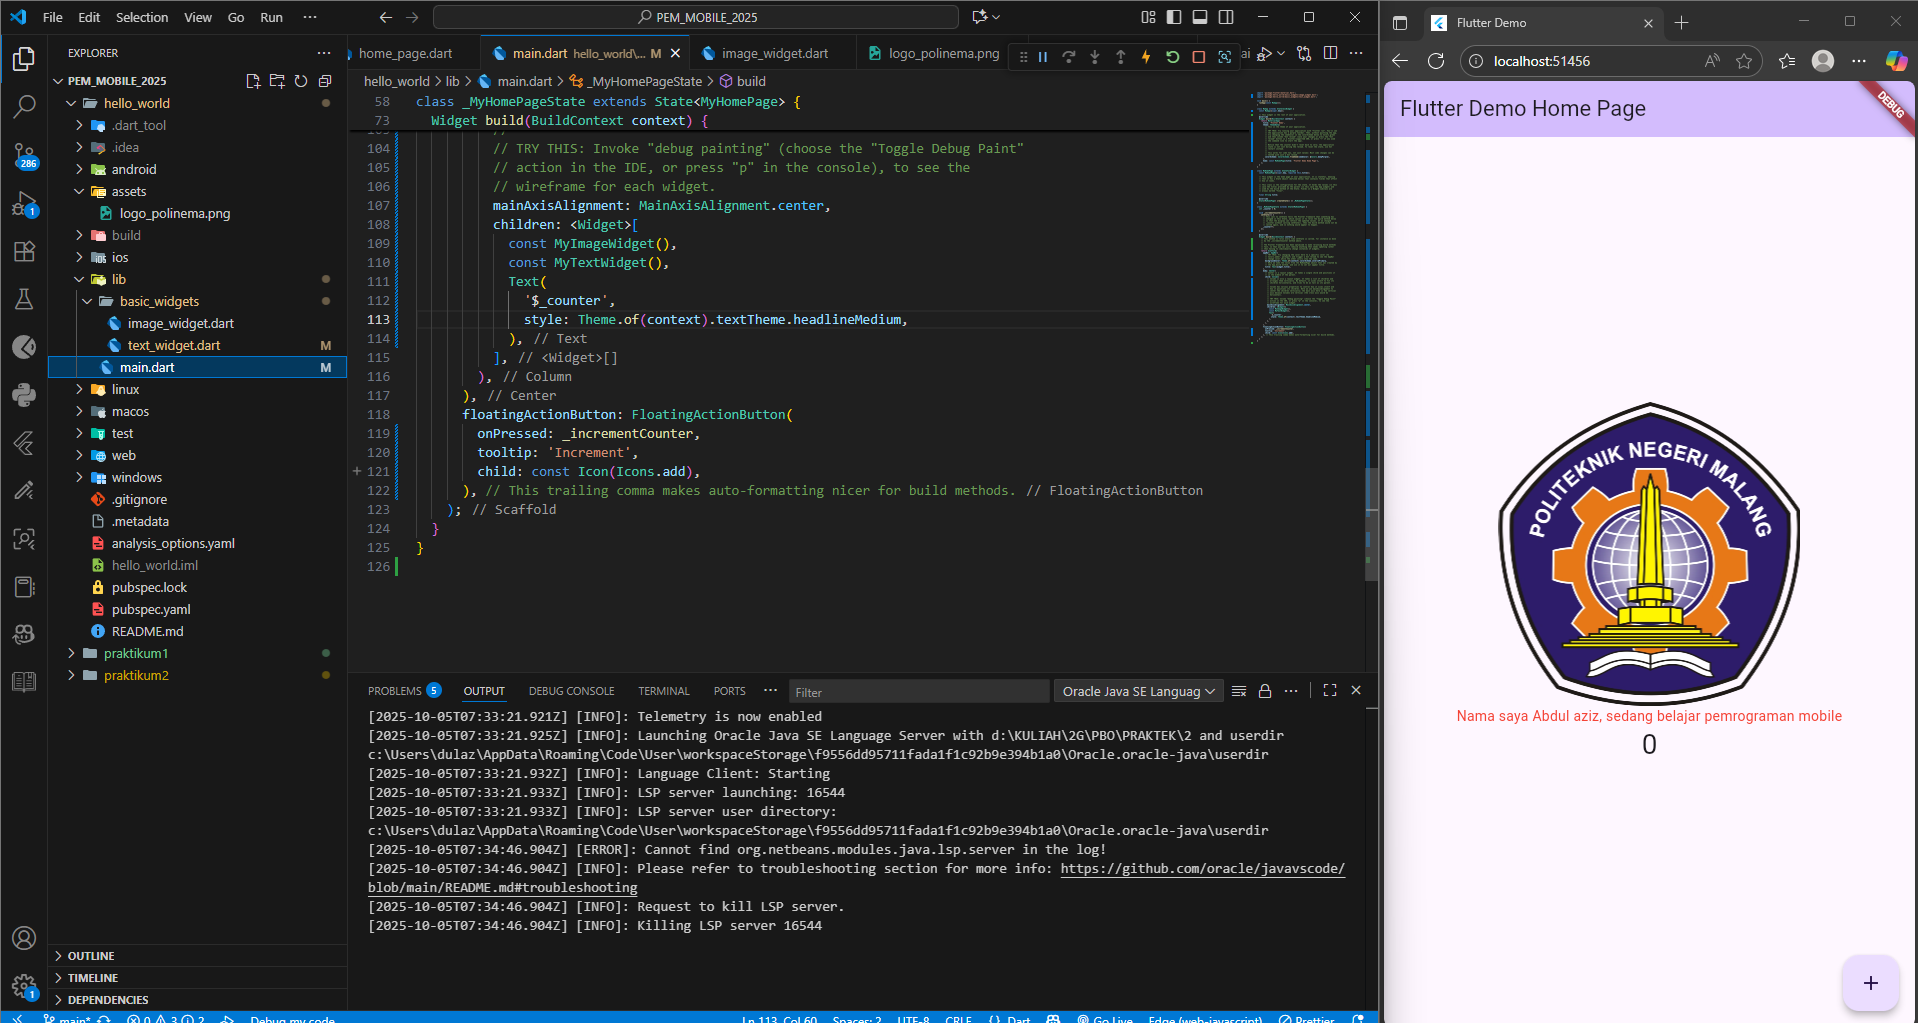 File Edit Selection View Go Run ···
PEM_MOBILE_2025
EXPLORER
PEM_MOBILE_2025
hello_world
.dart_tool
.idea
android
assets
logo_polinema.png
build
ios
lib
basic_widgets
image_widget.dart
text_widget.dart M
main.dart M
linux
macos
test
web
windows
.gitignore
.metadata
analysis_options.yaml
hello_world.iml
pubspec.lock
pubspec.yaml
README.md
praktikum1
praktikum2
OUTLINE
TIMELINE
DEPENDENCIES
286
1
1
home_page.dart
main.dart hello_world\... M
image_widget.dart
logo_polinema.png
ai
hello_world > lib > main.dart > _MyHomePageState > build
58 class _MyHomePageState extends State<MyHomePage> {
73 Widget build(BuildContext context) {
103 //
104 // TRY THIS: Invoke "debug painting" (choose the "Toggle Debug Paint"
105 // action in the IDE, or press "p" in the console), to see the
106 // wireframe for each widget.
107 mainAxisAlignment: MainAxisAlignment.center,
108 children: <Widget>[
109 const MyImageWidget(),
110 const MyTextWidget(),
111 Text(
112 '$_counter',
113 style: Theme.of(context).textTheme.headlineMedium,
114 ), // Text
115 ], // <Widget>[]
116 ), // Column
117 ), // Center
118 floatingActionButton: FloatingActionButton(
119 onPressed: _incrementCounter,
120 tooltip: 'Increment',
121 child: const Icon(Icons.add),
122 ), // This trailing comma makes auto-formatting nicer for build methods. // FloatingActionButton
123 ); // Scaffold
124 }
125 }
126
PROBLEMS 5 OUTPUT DEBUG CONSOLE TERMINAL PORTS ··· Filter Oracle Java SE Languag
[2025-10-05T07:33:21.921Z] [INFO]: Telemetry is now enabled
[2025-10-05T07:33:21.925Z] [INFO]: Launching Oracle Java SE Language Server with d:\KULIAH\2G\PBO\PRAKTEK\2 and userdir
c:\Users\dulaz\AppData\Roaming\Code\User\workspaceStorage\f9556dd95711fada1f1c92b9e394b1a0\Oracle.oracle-java\userdir
[2025-10-05T07:33:21.932Z] [INFO]: Language Client: Starting
[2025-10-05T07:33:21.933Z] [INFO]: LSP server launching: 16544
[2025-10-05T07:33:21.933Z] [INFO]: LSP server user directory:
c:\Users\dulaz\AppData\Roaming\Code\User\workspaceStorage\f9556dd95711fada1f1c92b9e394b1a0\Oracle.oracle-java\userdir
[2025-10-05T07:34:46.904Z] [ERROR]: Cannot find org.netbeans.modules.java.lsp.server in the log!
[2025-10-05T07:34:46.904Z] [INFO]: Please refer to troubleshooting section for more info: https://github.com/oracle/javavscode/
blob/main/README.md#troubleshooting
[2025-10-05T07:34:46.904Z] [INFO]: Request to kill LSP server.
[2025-10-05T07:34:46.904Z] [INFO]: Killing LSP server 16544
main* 0 3 2 Debug my code Ln 113, Col 60 Spaces: 2 UTF-8 CRLF {} Dart Go Live Edge (web-javascript) Prettier
Flutter Demo
localhost:51456
Flutter Demo Home Page
DEBUG
POLITEKNIK NEGERI MALANG
Nama saya Abdul aziz, sedang belajar pemrograman mobile
0
+